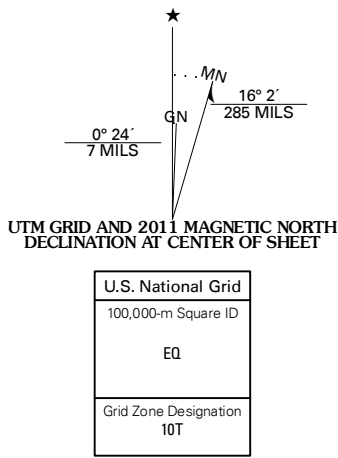 ★
MN
16° 2´
285 MILS
GN
0° 24´
7 MILS
UTM GRID AND 2011 MAGNETIC NORTH
DECLINATION AT CENTER OF SHEET
U.S. National Grid
100,000-m Square ID
EQ
Grid Zone Designation
10T